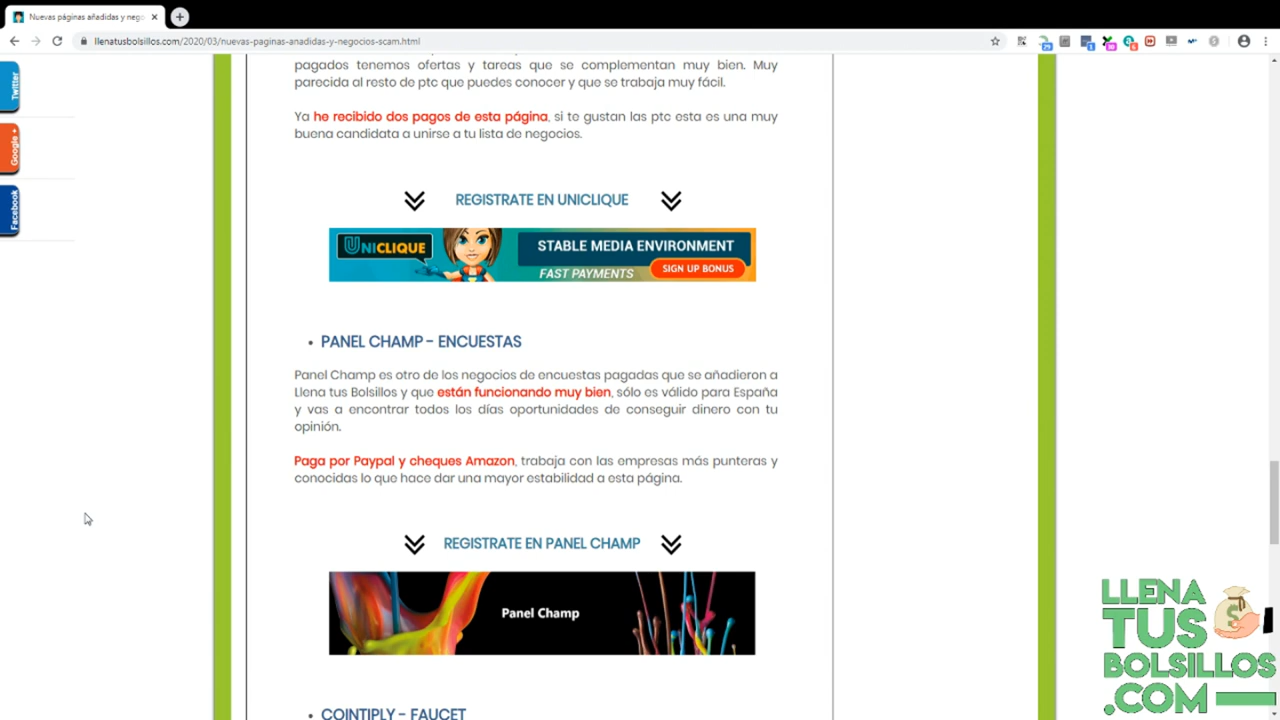 Nuevas páginas añadidas y nego
llenatusbolsillos.com/2020/03/nuevas-paginas-anadidas-y-negocios-scam.html
Twitter
Google +
Facebook
pagados tenemos ofertas y tareas que se complementan muy bien. Muy
parecida al resto de ptc que puedes conocer y que se trabaja muy fácil.
Ya he recibido dos pagos de esta página, si te gustan las ptc esta es una muy
buena candidata a unirse a tu lista de negocios.
REGISTRATE EN UNICLIQUE
UNICLIQUE
STABLE MEDIA ENVIRONMENT
FAST PAYMENTS
SIGN UP BONUS
• PANEL CHAMP - ENCUESTAS
Panel Champ es otro de los negocios de encuestas pagadas que se añadieron a
Llena tus Bolsillos y que están funcionando muy bien, sólo es válido para España
y vas a encontrar todos los días oportunidades de conseguir dinero con tu
opinión.
Paga por Paypal y cheques Amazon, trabaja con las empresas más punteras y
conocidas lo que hace dar una mayor estabilidad a esta página.
REGISTRATE EN PANEL CHAMP
Panel Champ
• COINTIPLY - FAUCET
LLENA
TUS
BOLSILLOS
.COM